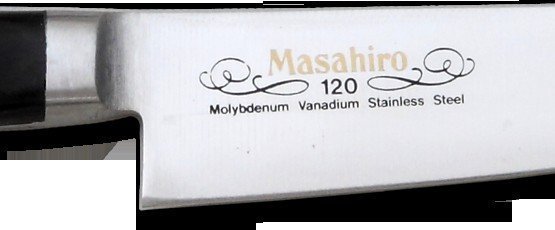 Masahiro
120
Molybdenum Vanadium Stainless Steel